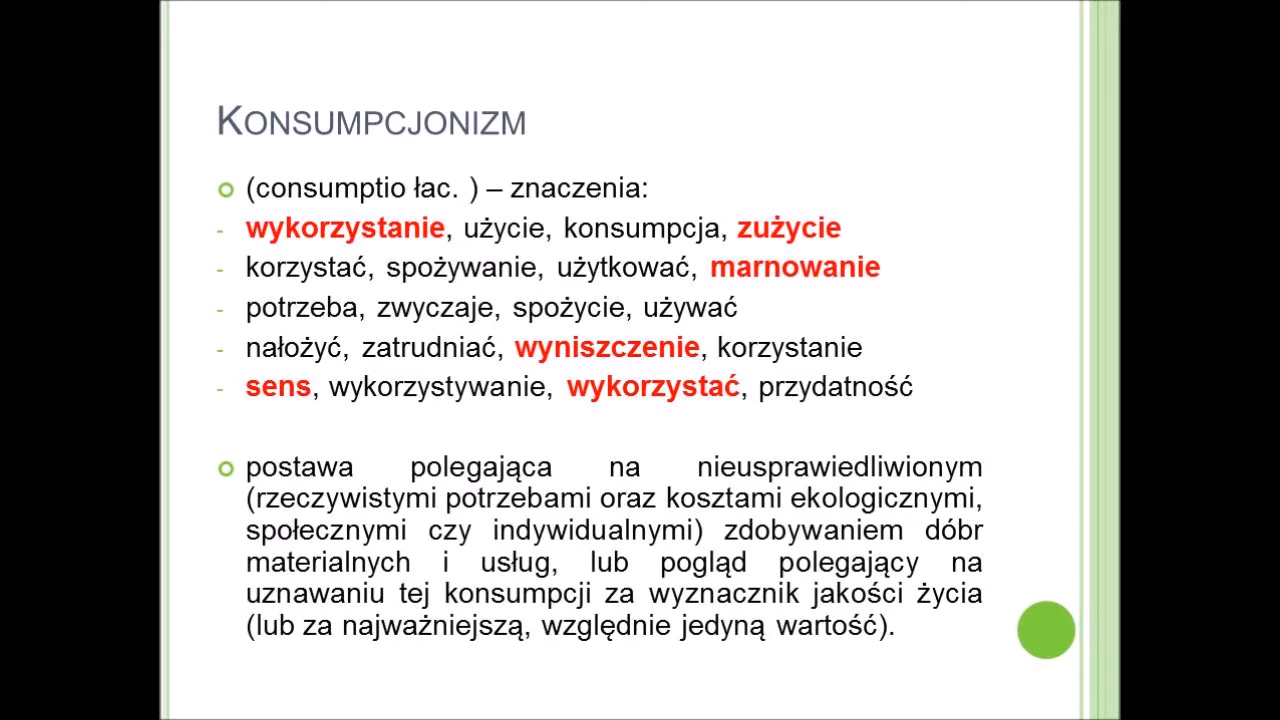 KONSUMPCJONIZM
(consumptio łac. ) – znaczenia:
- wykorzystanie, użycie, konsumpcja, zużycie
- korzystać, spożywanie, użytkować, marnowanie
- potrzeba, zwyczaje, spożycie, używać
- nałożyć, zatrudniać, wyniszczenie, korzystanie
- sens, wykorzystywanie, wykorzystać, przydatność
postawa polegająca na nieusprawiedliwionym
(rzeczywistymi potrzebami oraz kosztami ekologicznymi,
społecznymi czy indywidualnymi) zdobywaniem dóbr
materialnych i usług, lub pogląd polegający na
uznawaniu tej konsumpcji za wyznacznik jakości życia
(lub za najważniejszą, względnie jedyną wartość).